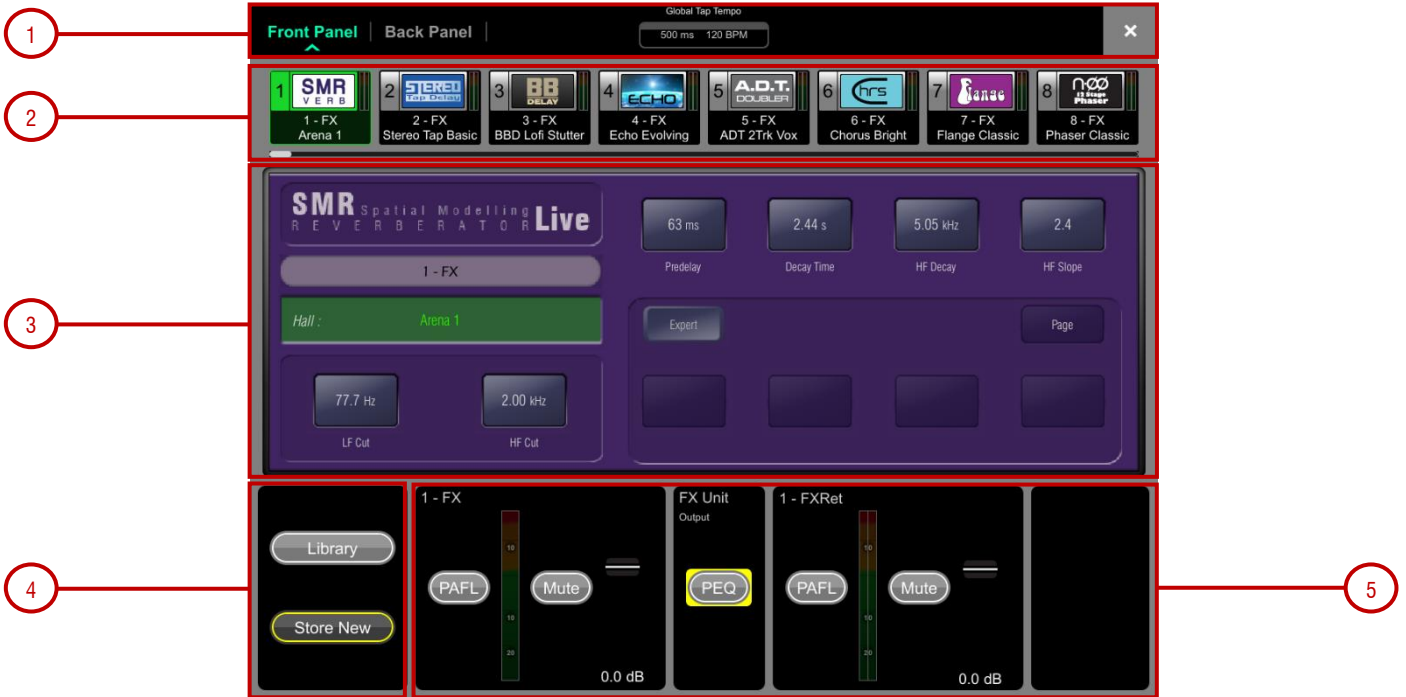 1
Front Panel
Back Panel
Global Tap Tempo
500 ms 120 BPM
×
2
1 SMR VERB
1 - FX
Arena 1
2 STEREO Tap Delay
2 - FX
Stereo Tap Basic
3 BB DELAY
3 - FX
BBD Lofi Stutter
4 ECHO
4 - FX
Echo Evolving
5 A.D.T. DOUBLER
5 - FX
ADT 2Trk Vox
6 Chrs
6 - FX
Chorus Bright
7 flange
7 - FX
Flange Classic
8 12 Stage Phaser
8 - FX
Phaser Classic
3
SMR Spatial Modelling
REVERBERATOR Live
1 - FX
Hall : Arena 1
77.7 Hz
LF Cut
2.00 kHz
HF Cut
63 ms
Predelay
2.44 s
Decay Time
5.05 kHz
HF Decay
2.4
HF Slope
Expert
Page
4
Library
Store New
1 - FX
PAFL
10
10
20
Mute
0.0 dB
FX Unit
Output
PEQ
1 - FXRet
PAFL
10
10
20
Mute
0.0 dB
5